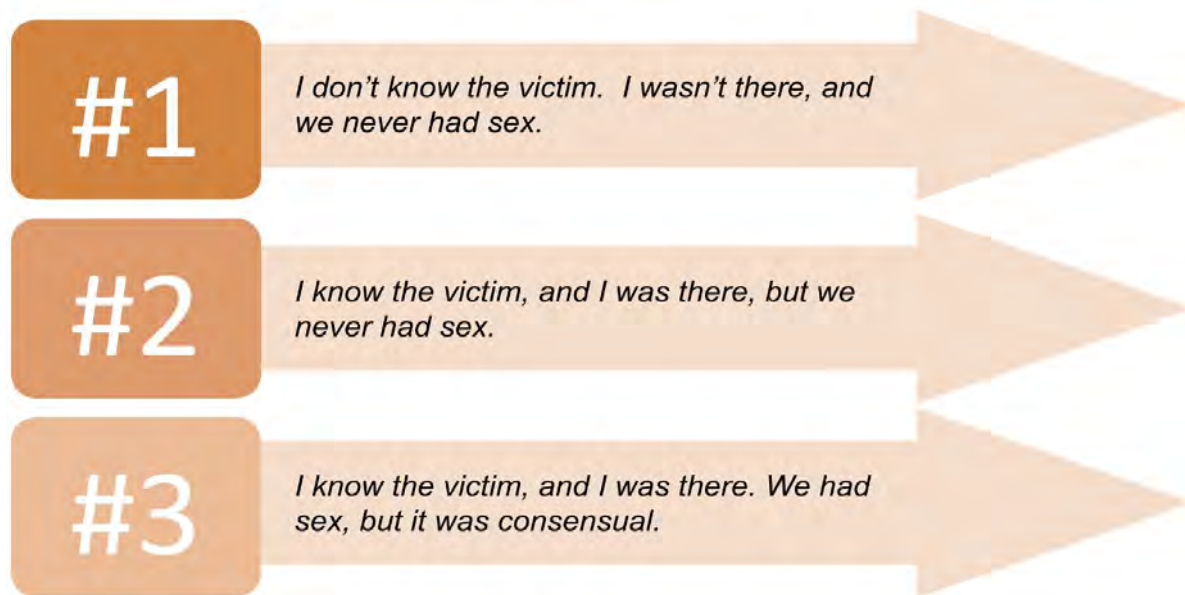 #1
I don’t know the victim.  I wasn’t there, and
we never had sex.
#2
I know the victim, and I was there, but we
never had sex.
#3
I know the victim, and I was there. We had
sex, but it was consensual.